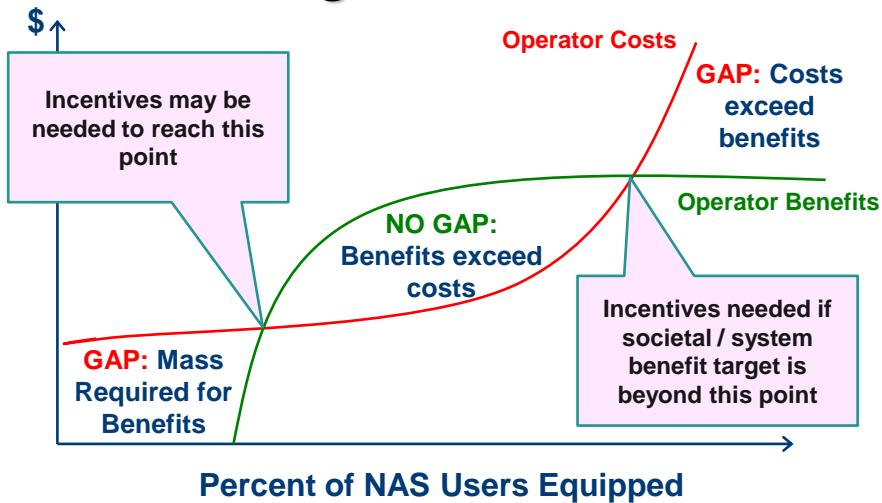 $
Operator Costs
GAP: Costs
exceed
benefits
Incentives may be
needed to reach this
point
Operator Benefits
NO GAP:
Benefits exceed
costs
Incentives needed if
societal / system
benefit target is
beyond this point
GAP: Mass
Required for
Benefits
Percent of NAS Users Equipped